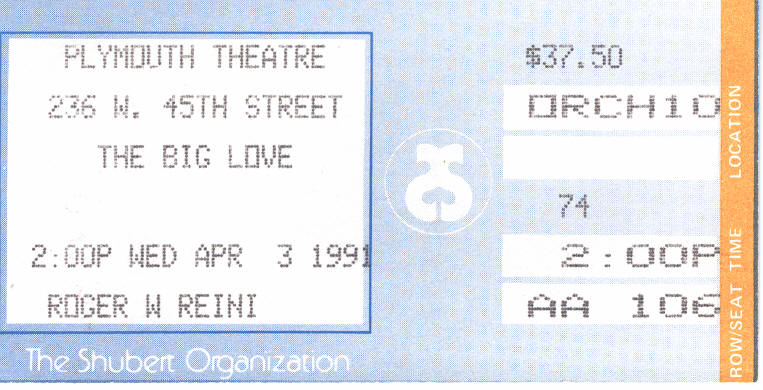 PLYMOUTH THEATRE
236 W. 45TH STREET
THE BIG LOVE
2:00P WED APR 3 1991
ROGER W REINI
The Shubert Organization
$37.50
ORCH10
74
2:00P
AA 106
LOCATION
TIME
ROW/SEAT